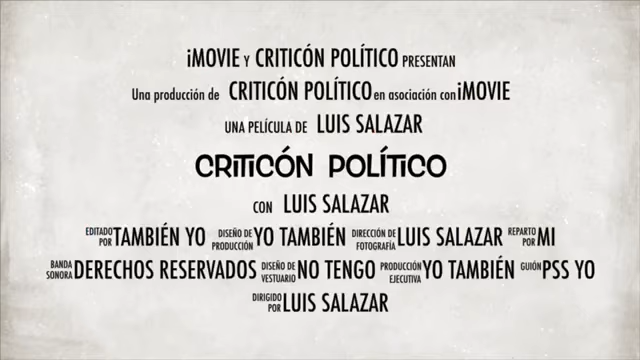 iMOVIE Y CRITICÓN POLÍTICO PRESENTAN
Una producción de CRITICÓN POLÍTICO en asociación con iMOVIE
UNA PELÍCULA DE LUIS SALAZAR
CRITICÓN POLÍTICO
CON LUIS SALAZAR
EDITADO POR TAMBIÉN YO DISEÑO DE PRODUCCIÓN YO TAMBIÉN DIRECCIÓN DE FOTOGRAFÍA LUIS SALAZAR REPARTO POR MI
BANDA SONORA DERECHOS RESERVADOS DISEÑO DE VESTUARIO NO TENGO PRODUCCIÓN EJECUTIVA YO TAMBIÉN GUIÓN PSS YO
DIRIGIDO POR LUIS SALAZAR